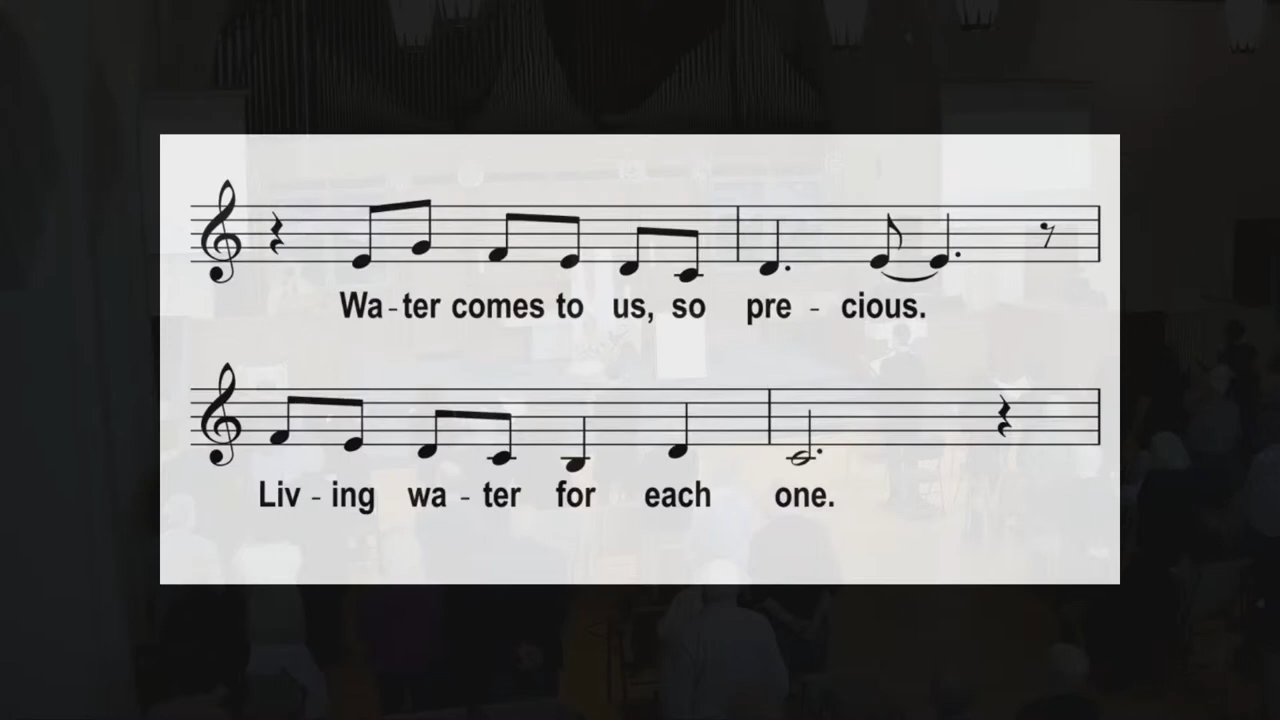 Wa - ter comes to us, so pre - cious.
Liv - ing wa - ter for each one.